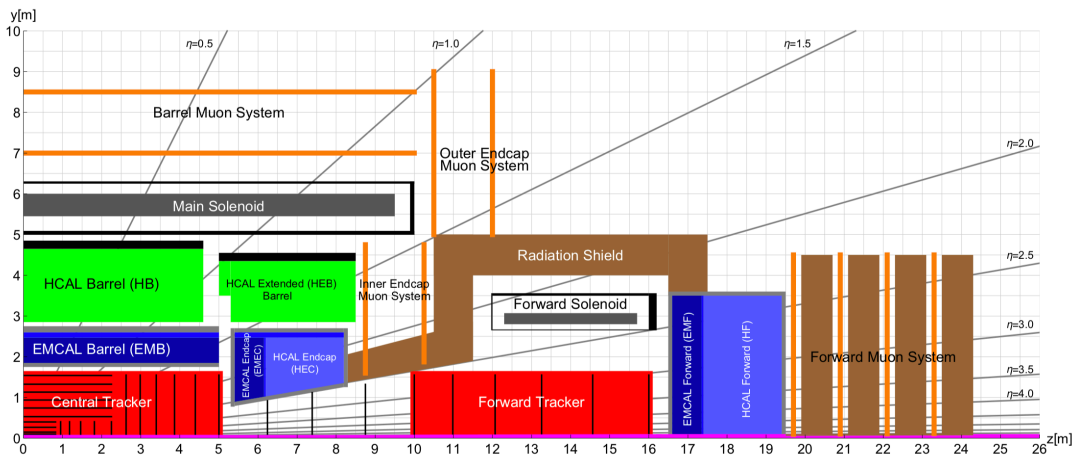 y[m]
10
η=0.5
η=1.0
η=1.5
9
Barrel Muon System
8
7
Outer Endcap
Muon System
η=2.0
6
Main Solenoid
5
Radiation Shield
η=2.5
4
HCAL Barrel (HB)
HCAL Extended (HEB)
Barrel
Inner Endcap
Muon System
Forward Solenoid
3
η=3.0
EMCAL Barrel (EMB)
EMCAL Endcap
(EMEC)
HCAL Endcap
(HEC)
EMCAL Forward (EMF)
HCAL Forward (HF)
Forward Muon System
2
η=3.5
1
Central Tracker
Forward Tracker
η=4.0
0
0 1 2 3 4 5 6 7 8 9 10 11 12 13 14 15 16 17 18 19 20 21 22 23 24 25 26
z[m]